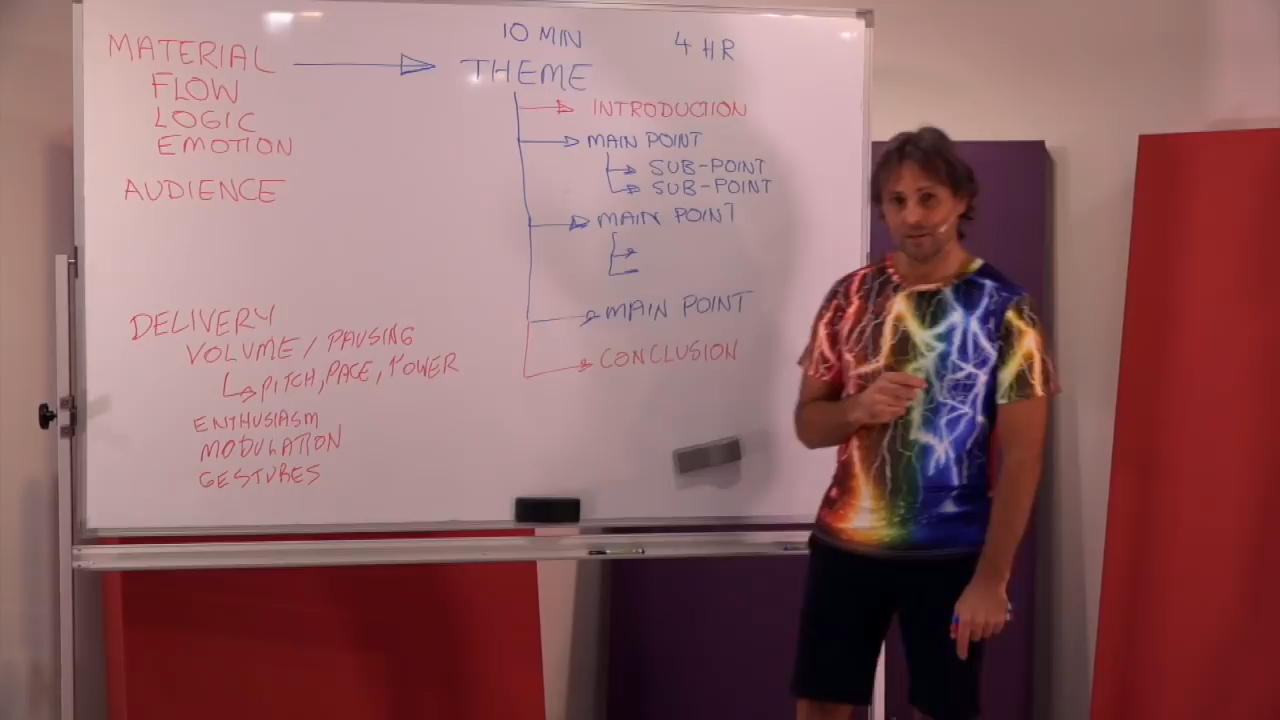 MATERIAL
FLOW
LOGIC
EMOTION
AUDIENCE
DELIVERY
VOLUME / PAUSING
PITCH, PACE, POWER
ENTHUSIASM
MODULATION
GESTURES
10 MIN 4 HR
THEME
INTRODUCTION
MAIN POINT
SUB-POINT
SUB-POINT
MAIN POINT
MAIN POINT
CONCLUSION